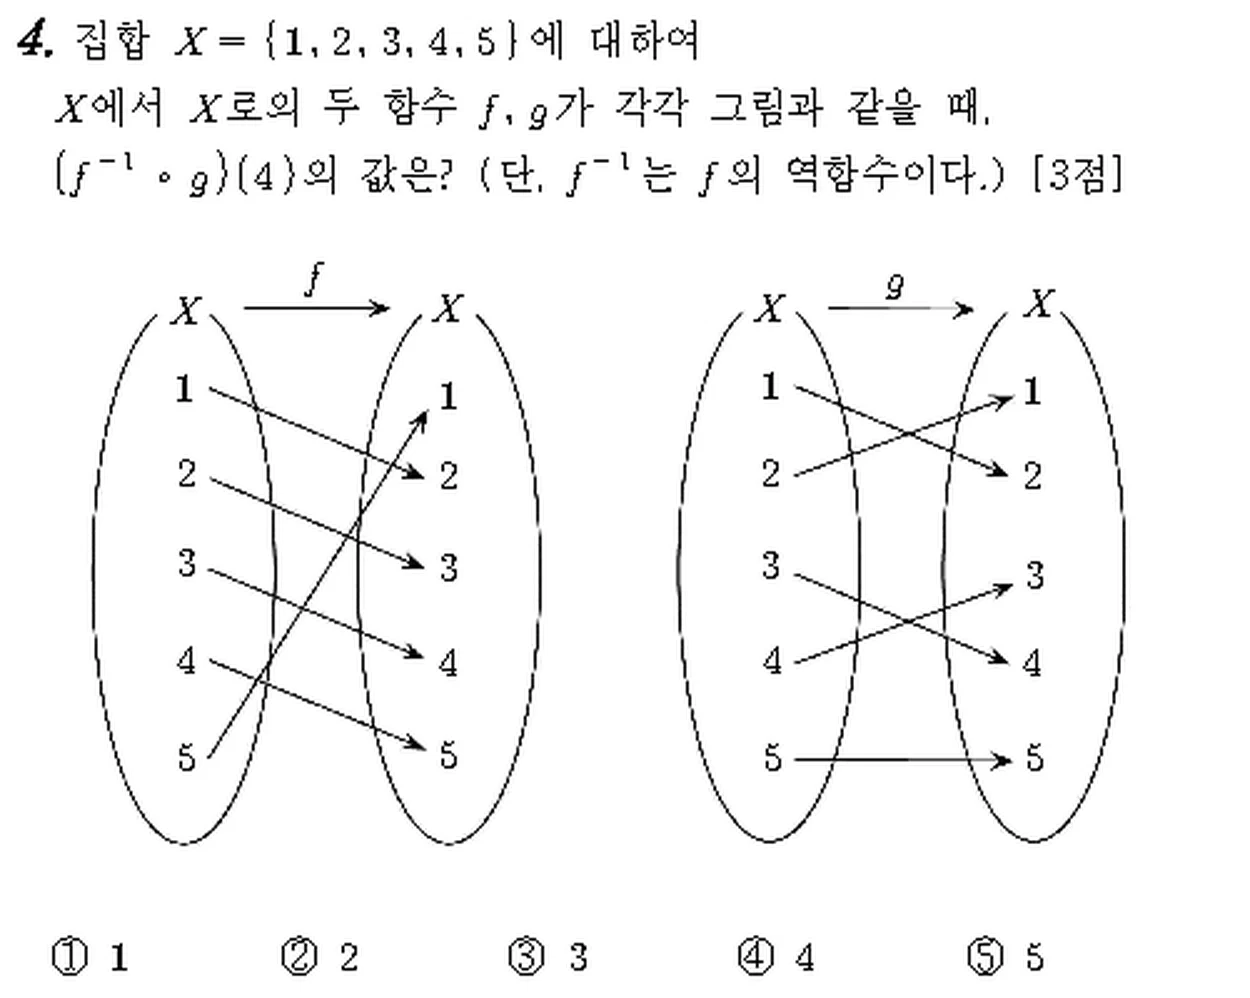 4. 집합 X = {1, 2, 3, 4, 5}에 대하여
X에서 X로의 두 함수 f, g가 각각 그림과 같을 때,
(f⁻¹ ∘ g)(4)의 값은? (단, f⁻¹는 f의 역함수이다.) [3점]
f
X X
1 1
2 2
3 3
4 4
5 5
g
X X
1 1
2 2
3 3
4 4
5 5
① 1 ② 2 ③ 3 ④ 4 ⑤ 5